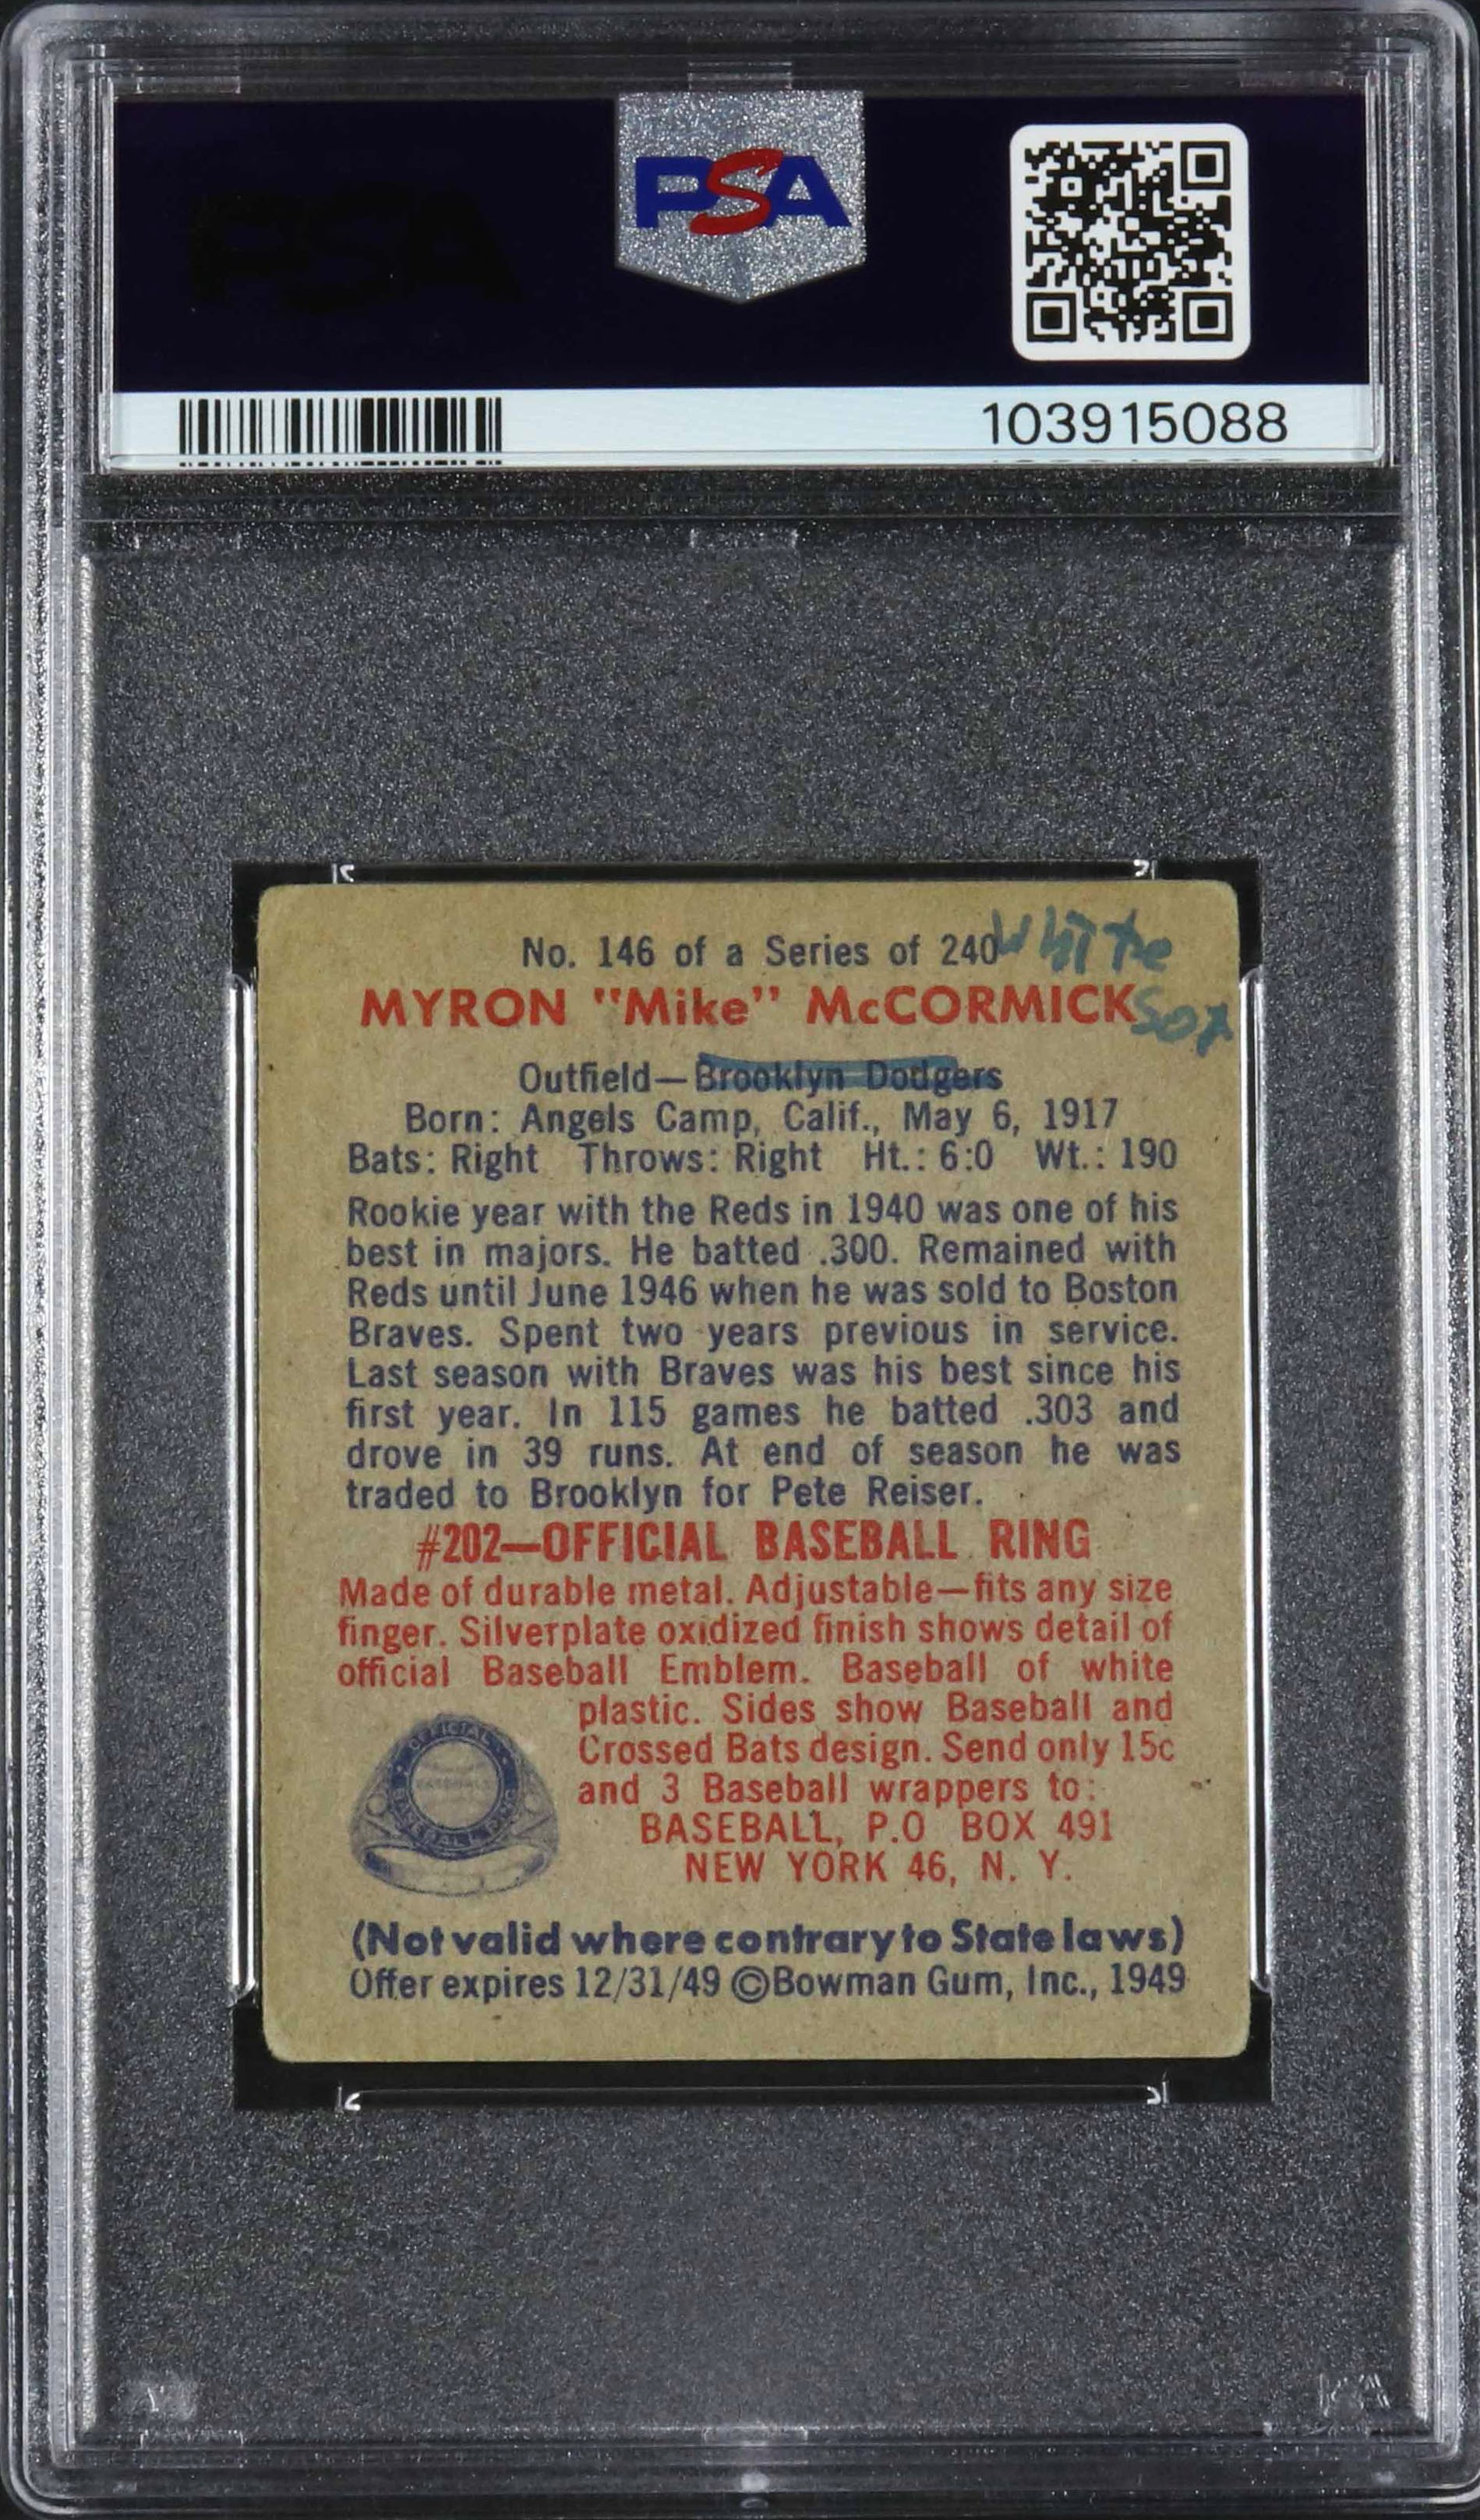 PSA
103915088
No. 146 of a Series of 240 White
MYRON "Mike" McCORMICK Sox
Outfield—Brooklyn Dodgers
Born: Angels Camp, Calif., May 6, 1917
Bats: Right Throws: Right Ht.: 6:0 Wt.: 190
Rookie year with the Reds in 1940 was one of his
best in majors. He batted .300. Remained with
Reds until June 1946 when he was sold to Boston
Braves. Spent two years previous in service.
Last season with Braves was his best since his
first year. In 115 games he batted .303 and
drove in 39 runs. At end of season he was
traded to Brooklyn for Pete Reiser.
#202—OFFICIAL BASEBALL RING
Made of durable metal. Adjustable—fits any size
finger. Silverplate oxidized finish shows detail of
official Baseball Emblem. Baseball of white
plastic. Sides show Baseball and
Crossed Bats design. Send only 15c
and 3 Baseball wrappers to:
BASEBALL, P.O BOX 491
NEW YORK 46, N. Y.
OFFICIAL
BASEBALL RING
(Not valid where contrary to State laws)
Offer expires 12/31/49 ©Bowman Gum, Inc., 1949